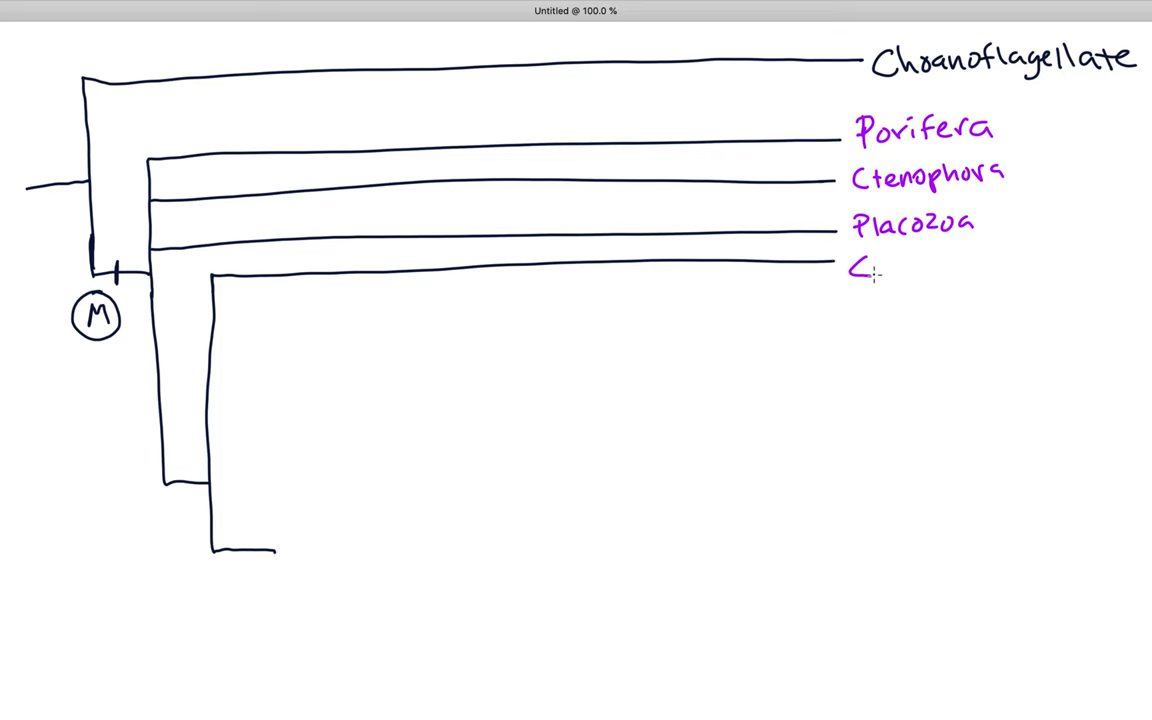 Untitled @ 100.0 %
Choanoflagellate
Porifera
Ctenophora
Placozoa
C
M